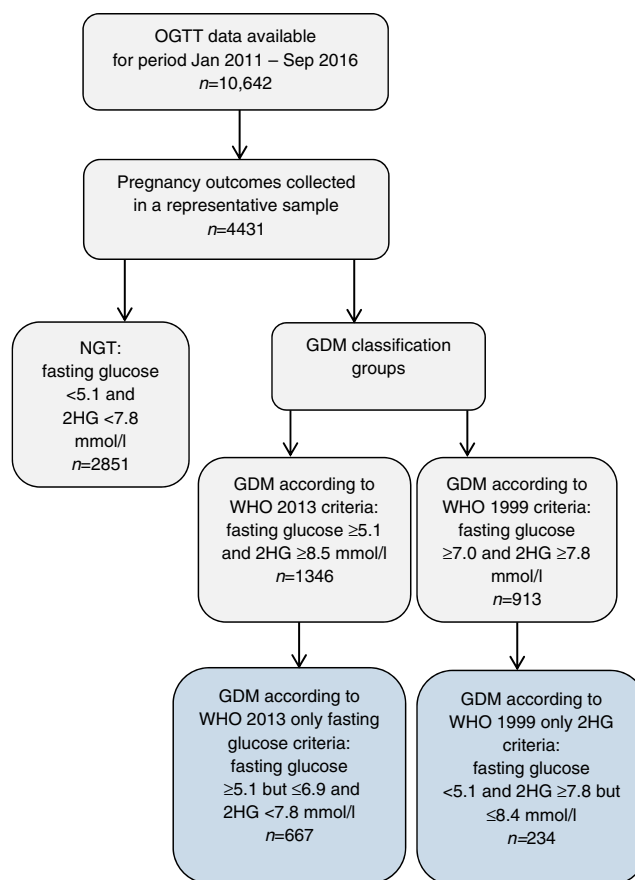 OGTT data available
for period Jan 2011 – Sep 2016
n=10,642
Pregnancy outcomes collected
in a representative sample
n=4431
NGT:
fasting glucose
<5.1 and
2HG <7.8
mmol/l
n=2851
GDM classification
groups
GDM according to
WHO 2013 criteria:
fasting glucose ≥5.1
and 2HG ≥8.5 mmol/l
n=1346
GDM according to
WHO 1999 criteria:
fasting glucose
≥7.0 and 2HG ≥7.8
mmol/l
n=913
GDM according to
WHO 2013 only fasting
glucose criteria:
fasting glucose
≥5.1 but ≤6.9 and
2HG <7.8 mmol/l
n=667
GDM according to
WHO 1999 only 2HG
criteria:
fasting glucose
<5.1 and 2HG ≥7.8 but
≤8.4 mmol/l
n=234